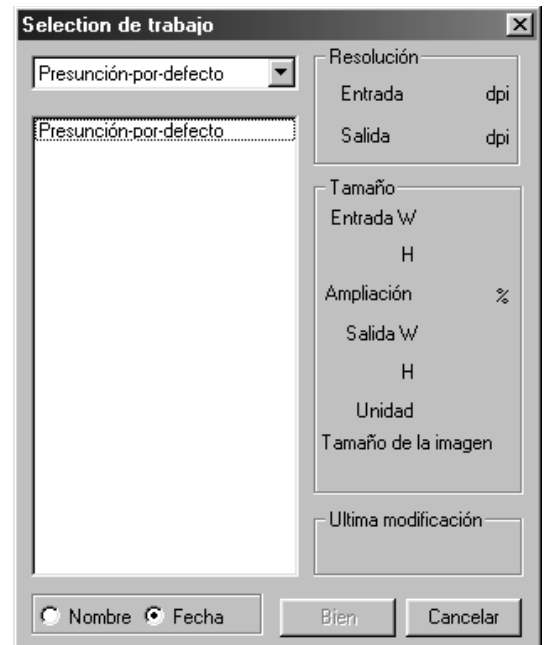 Selection de trabajo
Presunción-por-defecto
Presunción-por-defecto
Nombre
Fecha
Resolución
Entrada dpi
Salida dpi
Tamaño
Entrada W
H
Ampliación %
Salida W
H
Unidad
Tamaño de la imagen
Ultima modificación
Bien
Cancelar